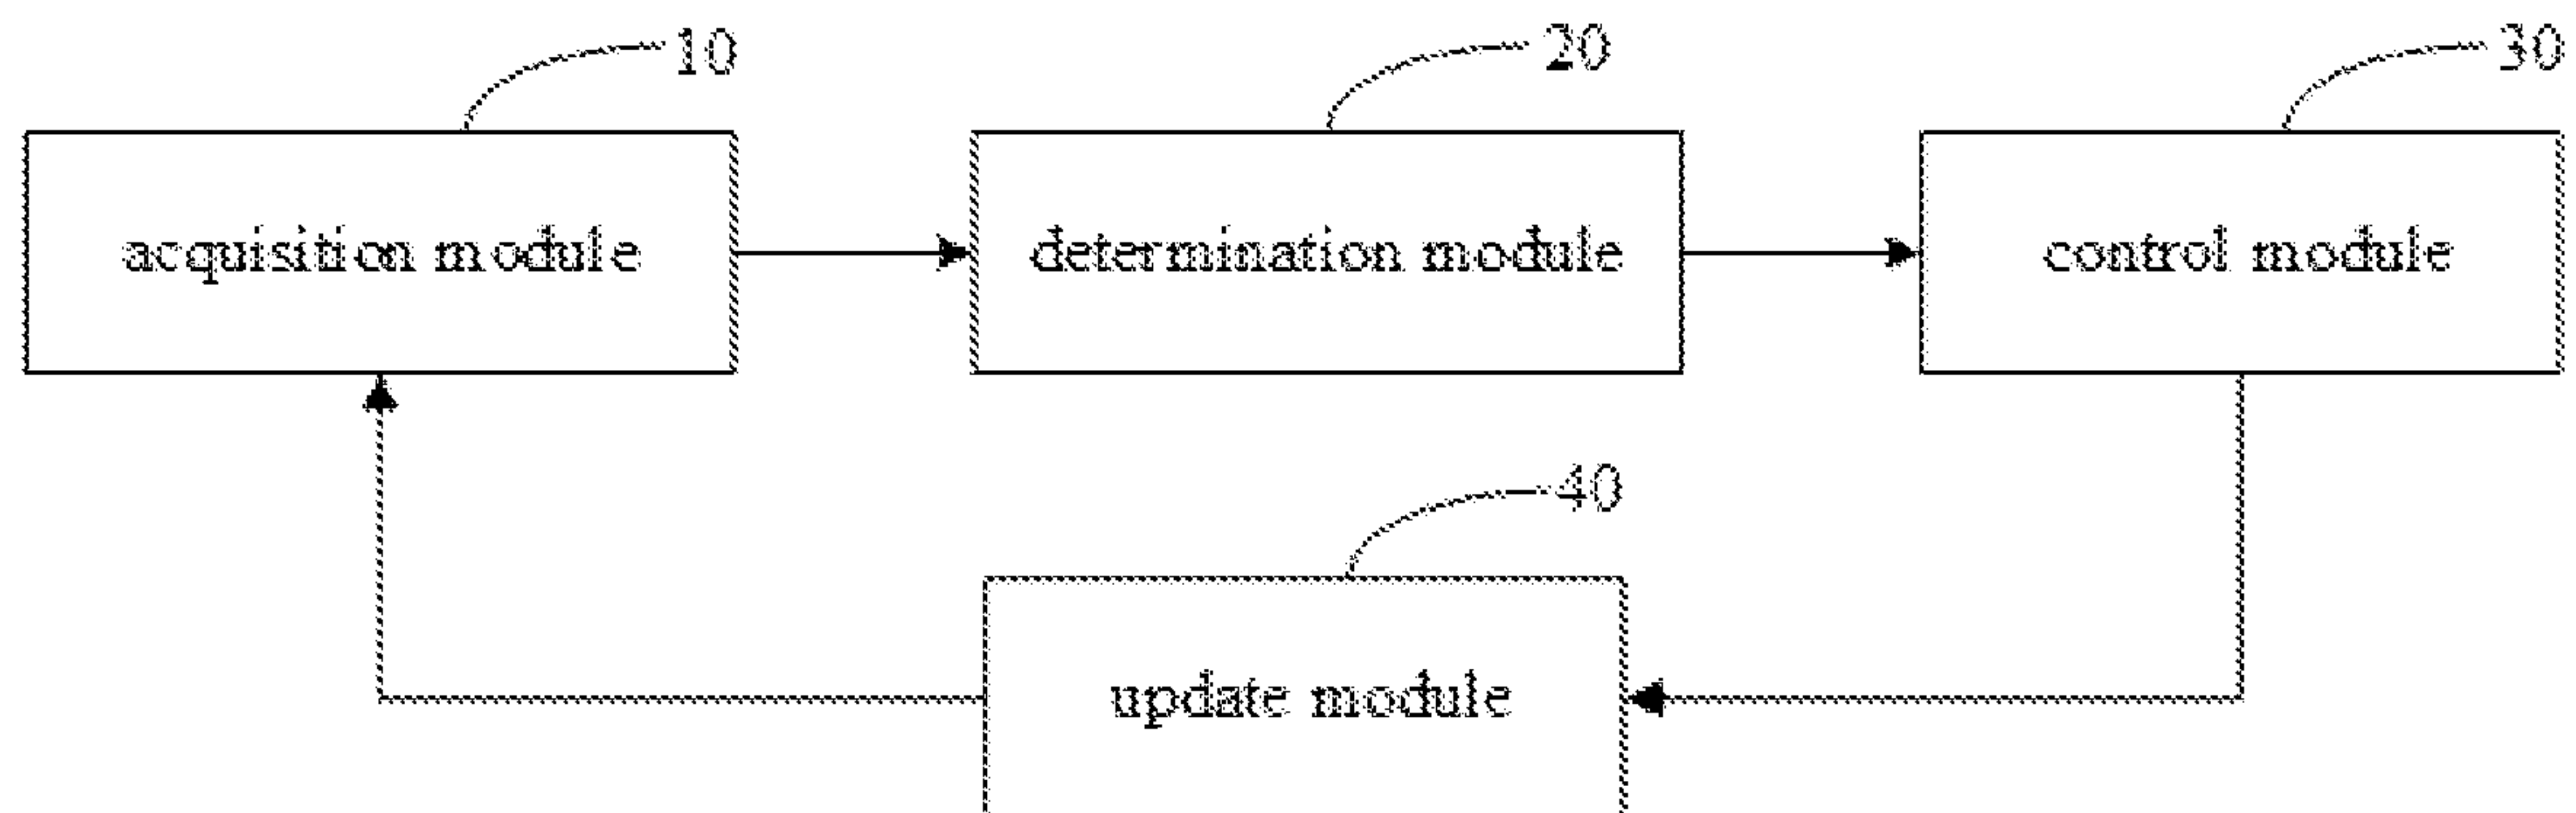 10
20
30
acquisition module
determination module
control module
40
update module